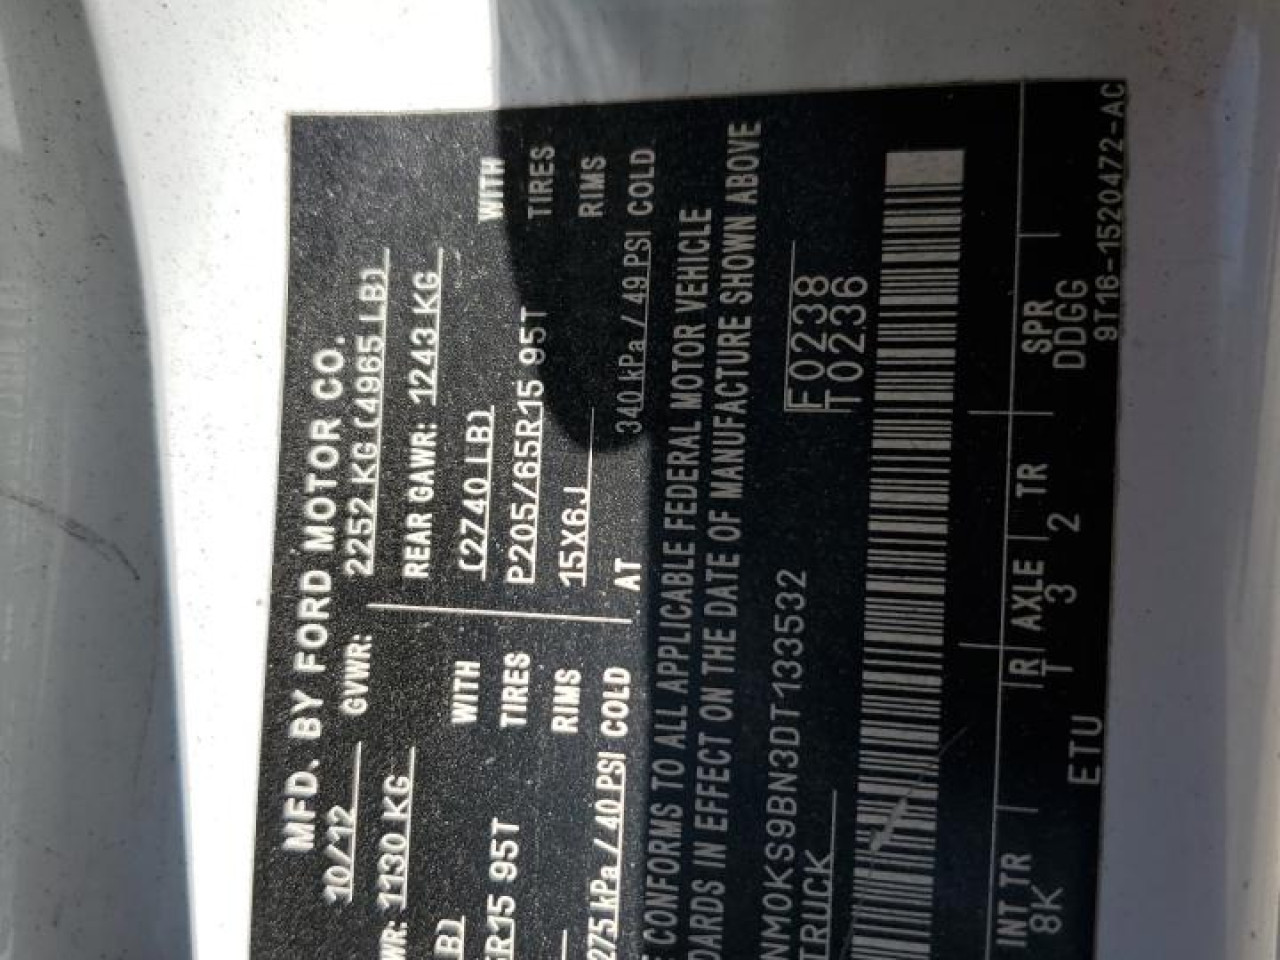 MFD. BY FORD MOTOR CO.
10/12 GVWR: 2252 KG (4965 LB)
WR: 1130 KG REAR GAWR: 1243 KG
B) WITH (2740 LB) WITH
R15 95T TIRES P205/65R15 95T TIRES
RIMS 15X6J RIMS
275 kPa / 40 PSI COLD AT 340 kPa / 49 PSI COLD
CONFORMS TO ALL APPLICABLE FEDERAL MOTOR VEHICLE
DARDS IN EFFECT ON THE DATE OF MANUFACTURE SHOWN ABOVE
NM0KS9BN3DT133532 F0238
TRUCK T0236
INT TR TR AXLE TR SPR
8K T 3 2 DDGG
ETU 9T16-1520472-AC